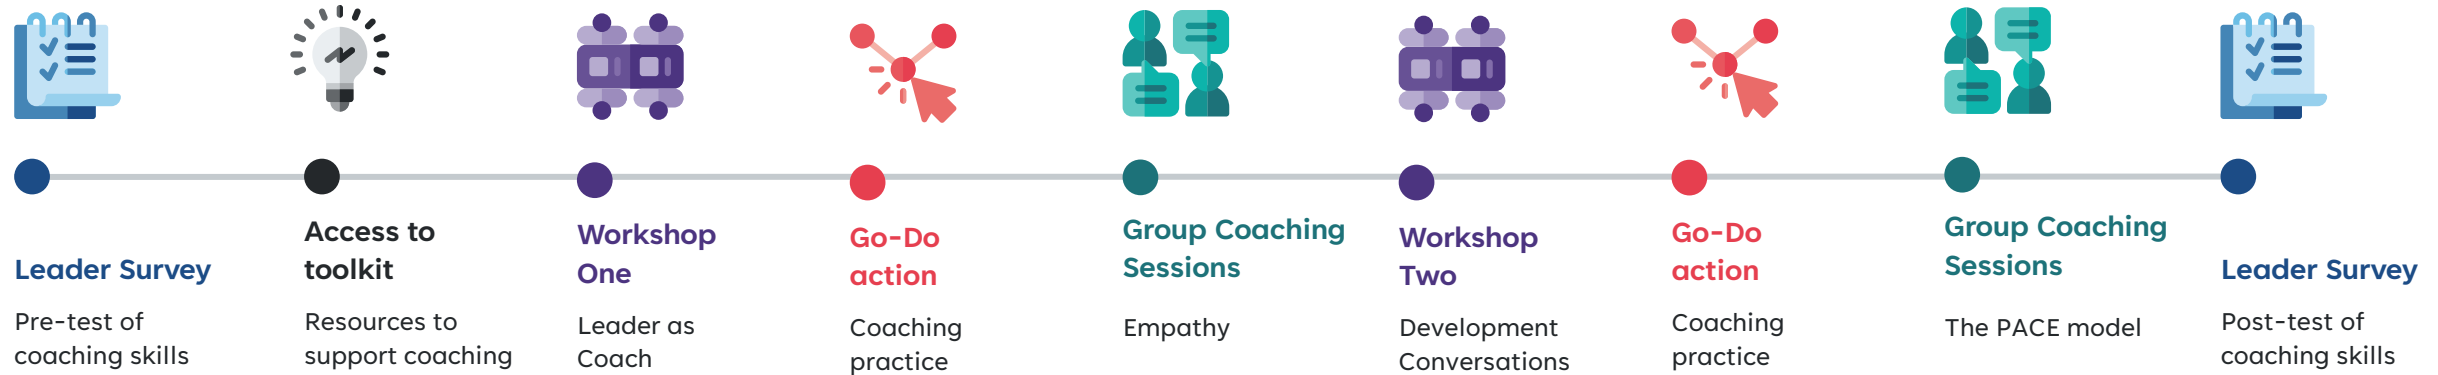 Leader Survey
Pre-test of
coaching skills
Access to
toolkit
Resources to
support coaching
Workshop
One
Leader as
Coach
Go-Do
action
Coaching
practice
Group Coaching
Sessions
Empathy
Workshop
Two
Development
Conversations
Go-Do
action
Coaching
practice
Group Coaching
Sessions
The PACE model
Leader Survey
Post-test of
coaching skills